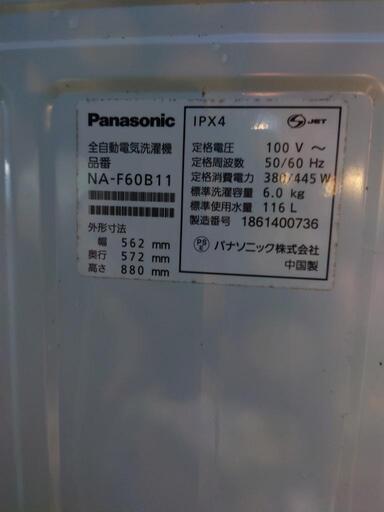 Panasonic
全自動電気洗濯機
品番
NA-F60B11
外形寸法
幅 562 mm
奥行 572 mm
高さ 880 mm
IPX4
S JET
定格電圧 100 V ～
定格周波数 50/60 Hz
定格消費電力 380/445 W
標準洗濯容量 6.0 kg
標準使用水量 116 L
製造番号 1861400736
PS E パナソニック株式会社
中国製